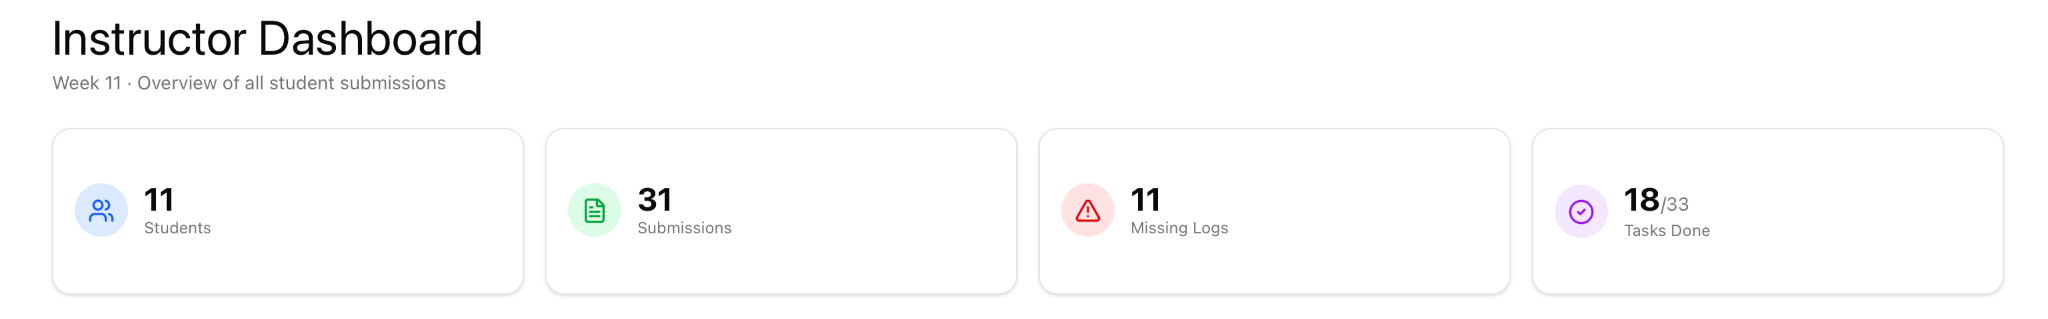 Instructor Dashboard
Week 11 · Overview of all student submissions
11
Students
31
Submissions
11
Missing Logs
18/33
Tasks Done